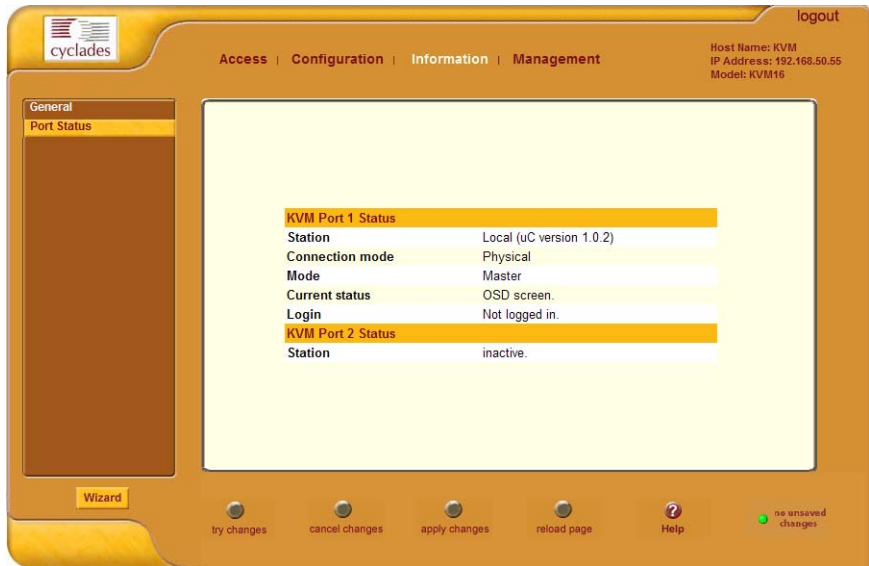 logout
cyclades
Access | Configuration | Information | Management
Host Name: KVM
IP Address: 192.168.50.55
Model: KVM16
General
Port Status
KVM Port 1 Status
Station Local (uC version 1.0.2)
Connection mode Physical
Mode Master
Current status OSD screen.
Login Not logged in.
KVM Port 2 Status
Station inactive.
Wizard
try changes cancel changes apply changes reload page Help no unsaved changes